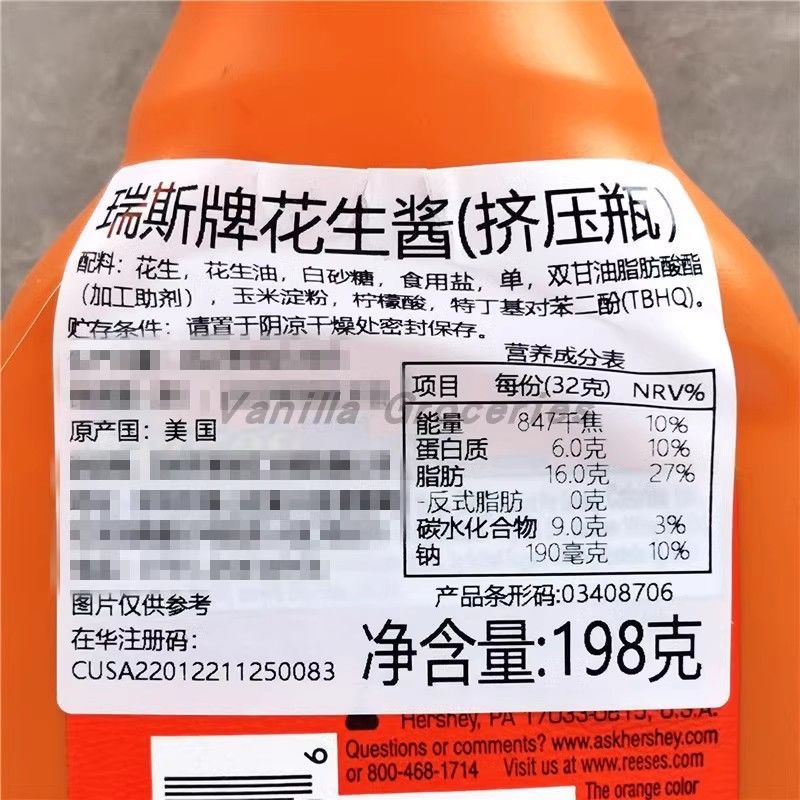 瑞斯牌花生酱(挤压瓶)
配料：花生，花生油，白砂糖，食用盐，单，双甘油脂肪酸酯
（加工助剂），玉米淀粉，柠檬酸，特丁基对苯二酚(TBHQ)。
贮存条件：请置于阴凉干燥处密封保存。
原产国：美国
图片仅供参考
在华注册码：
CUSA22012211250083
营养成分表
项目 每份(32克) NRV%
能量 847千焦 10%
蛋白质 6.0克 10%
脂肪 16.0克 27%
-反式脂肪 0克
碳水化合物 9.0克 3%
钠 190毫克 10%
产品条形码:03408706
净含量:198克
Vanilla Groceries
Hershey, PA 17033-0815, U.S.A.
Questions or comments? www.askhershey.com
or 800-468-1714 Visit us at www.reeses.com
The orange color
9